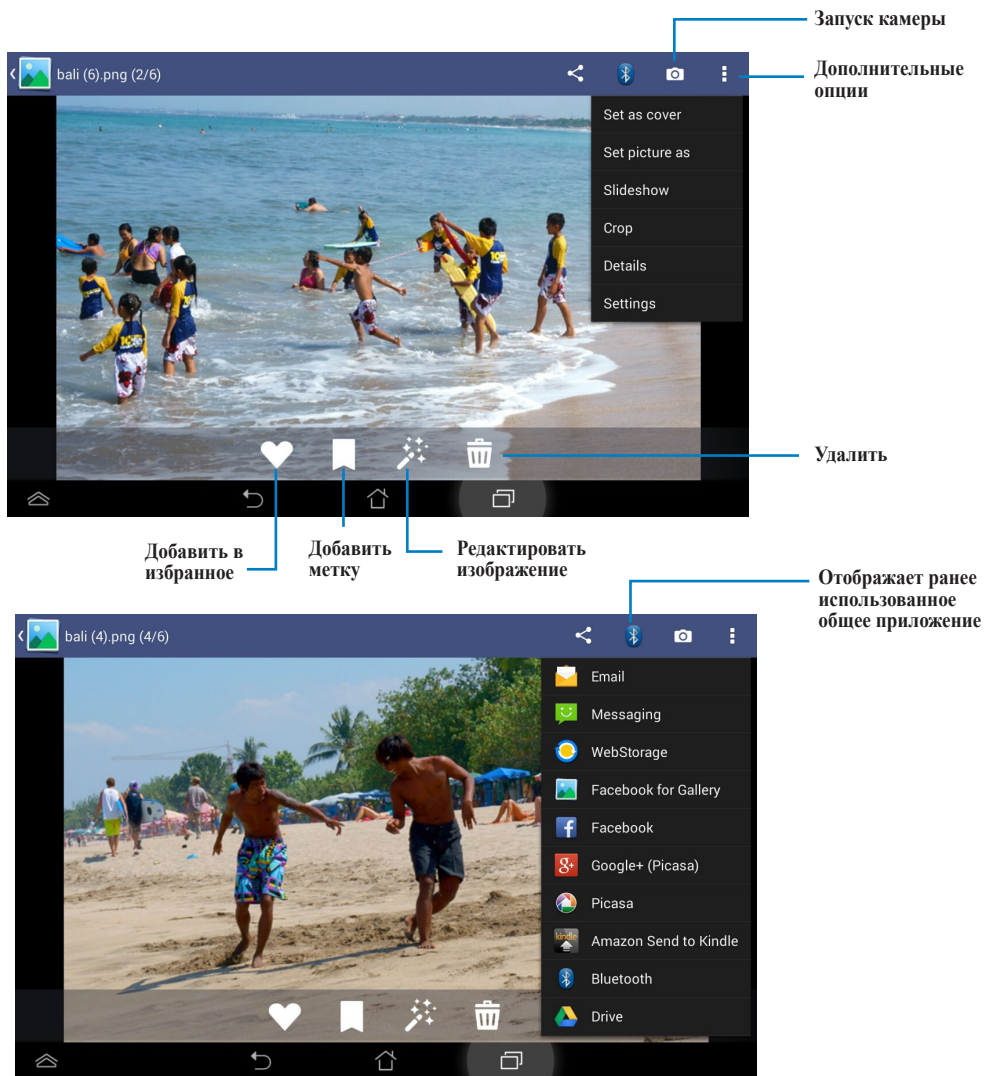 Запуск камеры
bali (6).png (2/6)
Дополнительные
опции
Set as cover
Set picture as
Slideshow
Crop
Details
Settings
Удалить
Добавить в
избранное
Добавить
метку
Редактировать
изображение
Отображает ранее
использованное
общее приложение
bali (4).png (4/6)
Email
Messaging
WebStorage
Facebook for Gallery
Facebook
Google+ (Picasa)
Picasa
kindle
Amazon Send to Kindle
Bluetooth
Drive